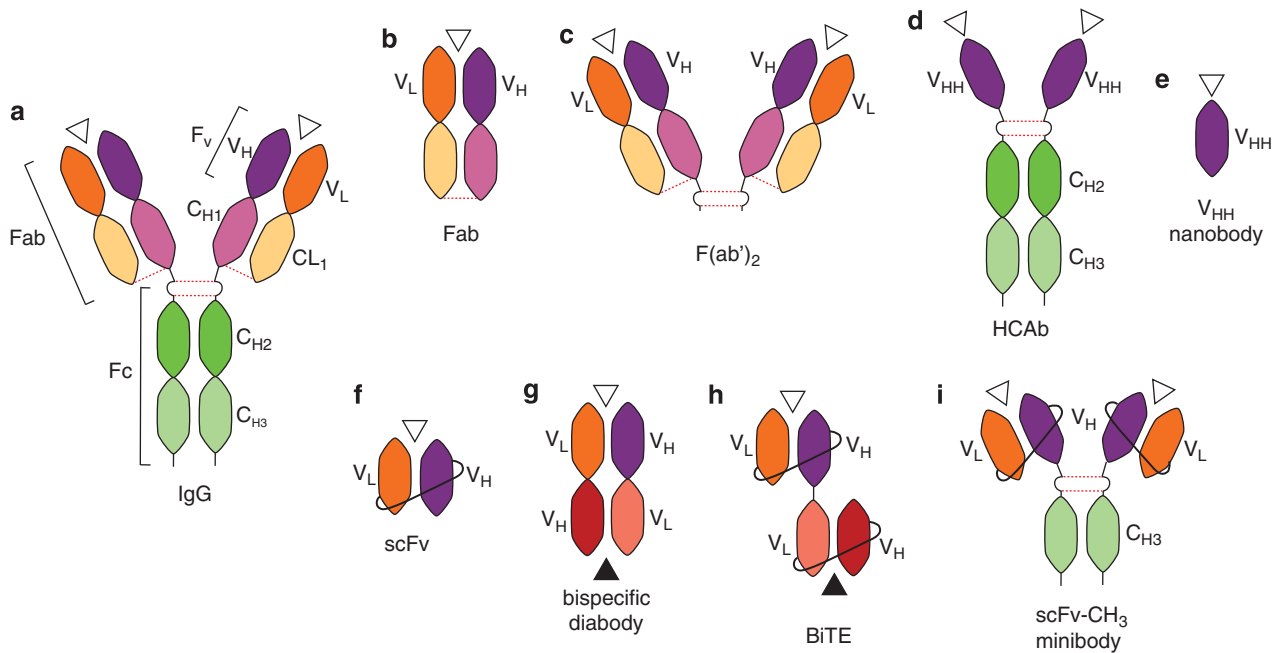 a
Fab
Fv
VH
VL
CH1
CL1
Fc
CH2
CH3
IgG
b
VL
VH
Fab
c
VH
VL
VH
VL
F(ab')2
d
VHH
VHH
CH2
CH3
HCAb
e
VHH
VHH
nanobody
f
VL
VH
scFv
g
VL
VH
VH
VL
bispecific
diabody
h
VL
VH
VL
VH
BiTE
i
VL
VH
VL
CH3
scFv-CH3
minibody